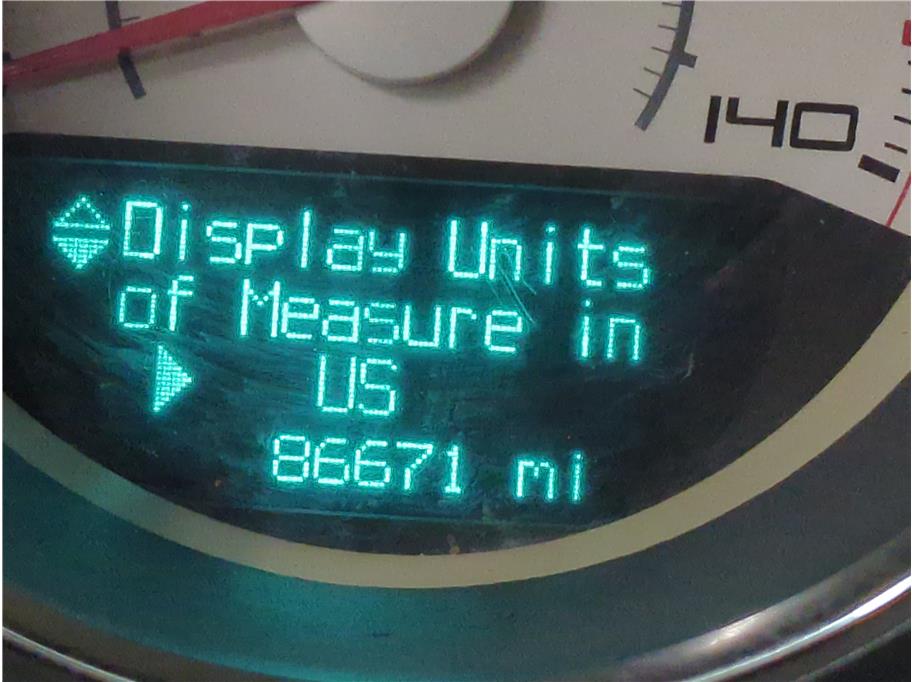 140
Display Units
of Measure in
US
86671 mi